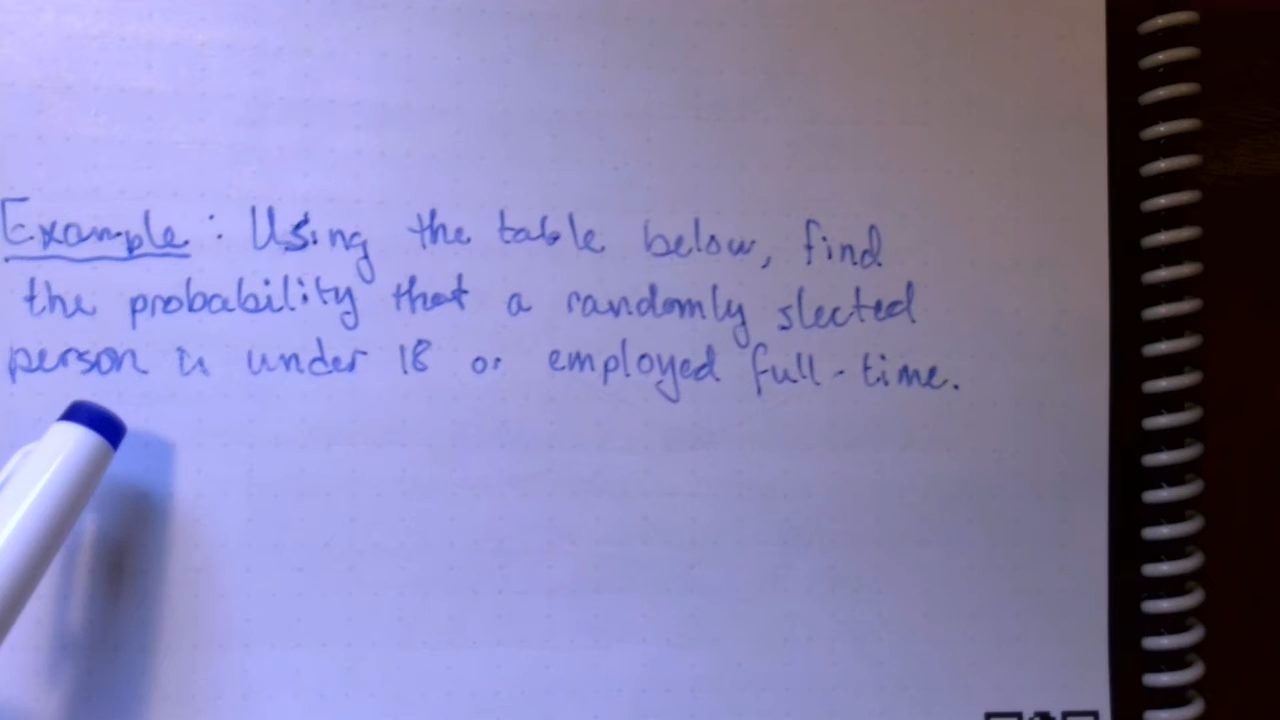 Example: Using the table below, find
the probability that a randomly slected
person is under 18 or employed full-time.